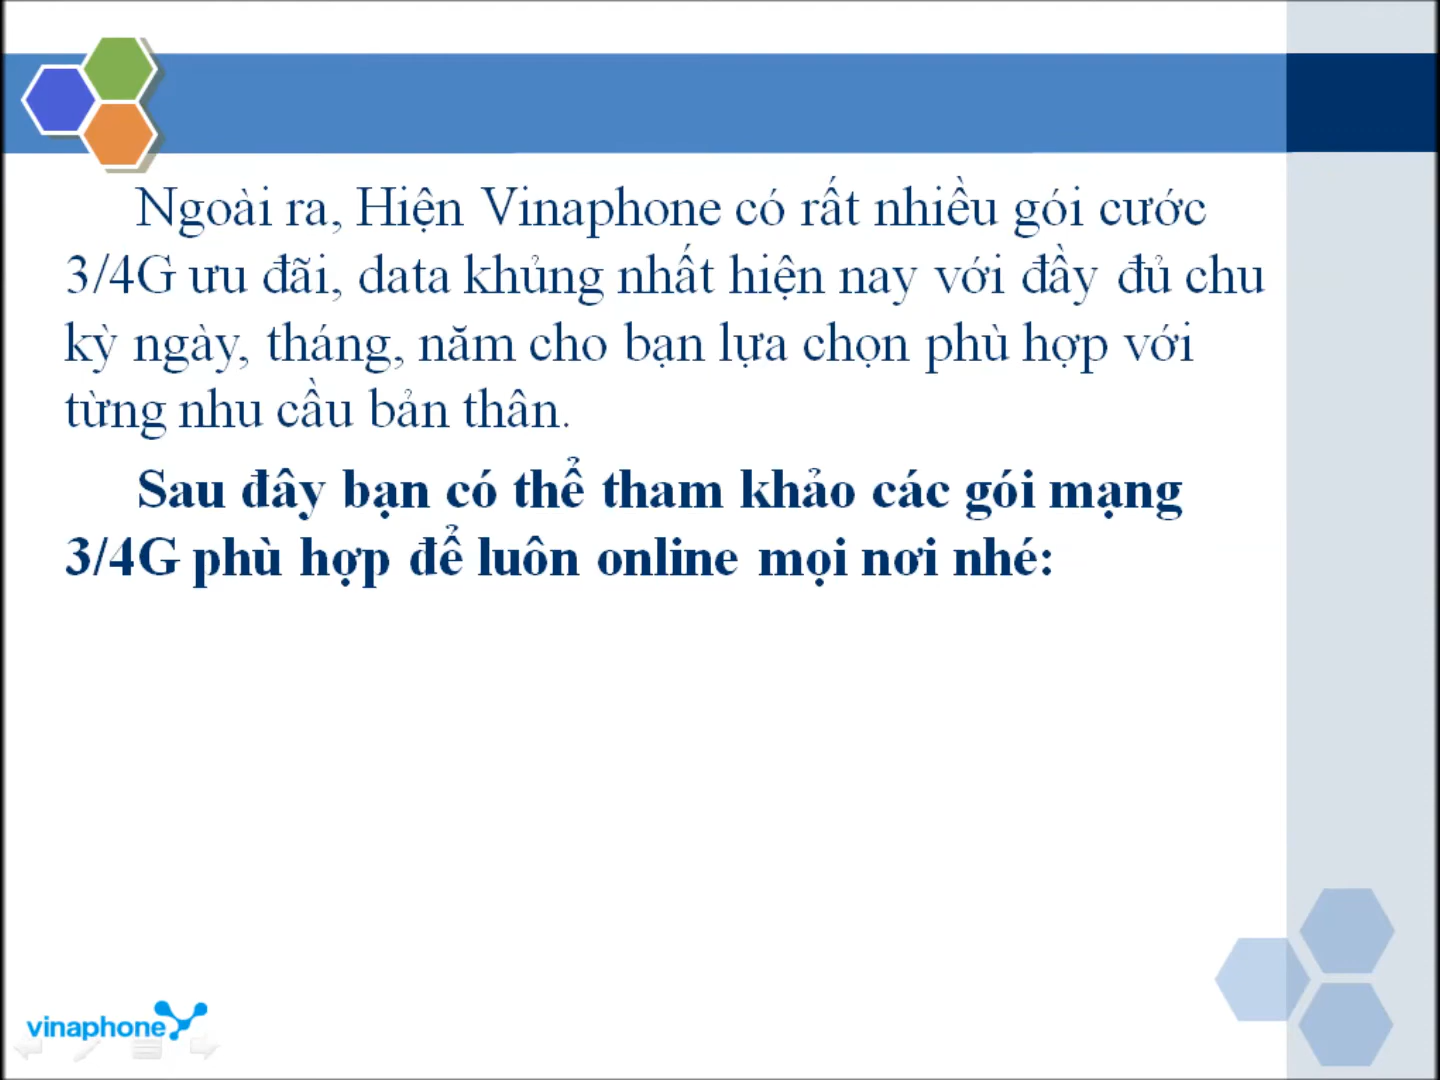 Ngoài ra, Hiện Vinaphone có rất nhiều gói cước
3/4G ưu đãi, data khủng nhất hiện nay với đầy đủ chu
kỳ ngày, tháng, năm cho bạn lựa chọn phù hợp với
từng nhu cầu bản thân.
Sau đây bạn có thể tham khảo các gói mạng
3/4G phù hợp để luôn online mọi nơi nhé:
vinaphone